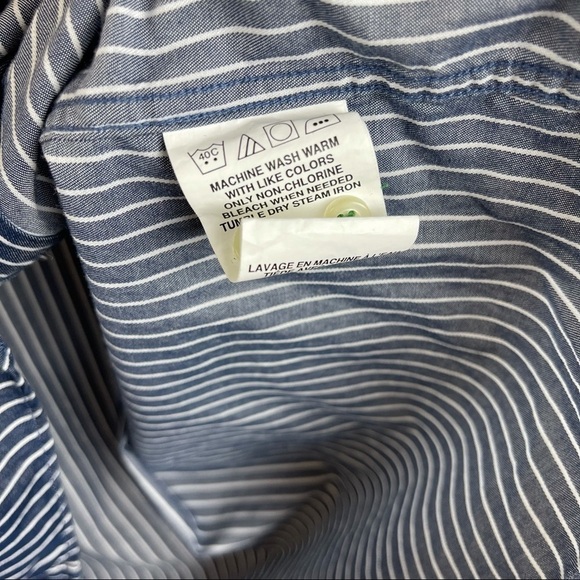 40C
MACHINE WASH WARM
WITH LIKE COLORS
ONLY NON-CHLORINE
BLEACH WHEN NEEDED
TUMBLE DRY STEAM IRON
LAVAGE EN MACHINE À